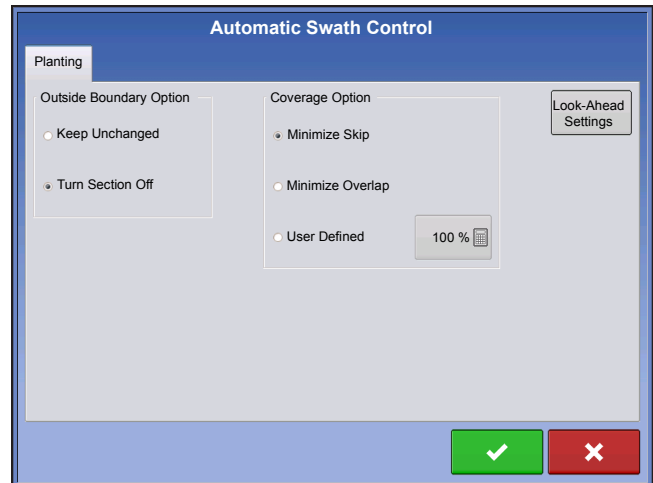 Automatic Swath Control
Planting
Outside Boundary Option
Keep Unchanged
Turn Section Off
Coverage Option
Minimize Skip
Minimize Overlap
User Defined
100 %
Look-Ahead
Settings